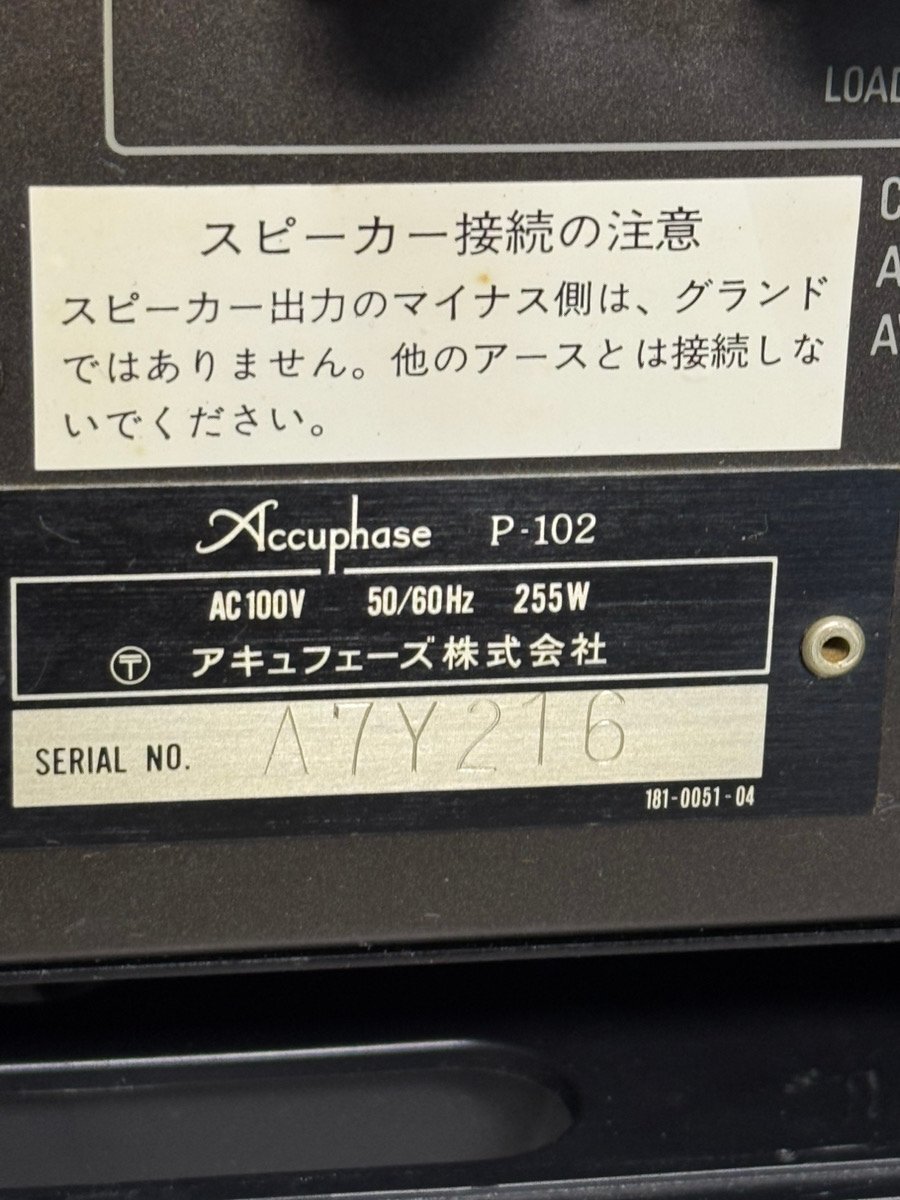 LOAD
スピーカー接続の注意
スピーカー出力のマイナス側は、グランド
ではありません。他のアースとは接続しな
いでください。
Accuphase P-102
AC100V 50/60Hz 255W
〶 アキュフェーズ株式会社
SERIAL NO. A7Y216
181-0051-04